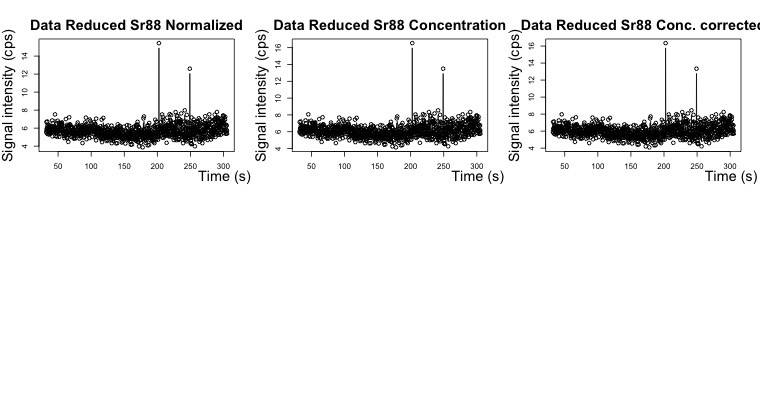 Data Reduced Sr88 Normalized
Signal intensity (cps)
14
12
10
8
6
4
50 100 150 200 250 300
Time (s)
Data Reduced Sr88 Concentration
Signal intensity (cps)
16
14
12
10
8
6
4
50 100 150 200 250 300
Time (s)
Data Reduced Sr88 Conc. corrected
Signal intensity (cps)
16
14
12
10
8
6
4
50 100 150 200 250 300
Time (s)